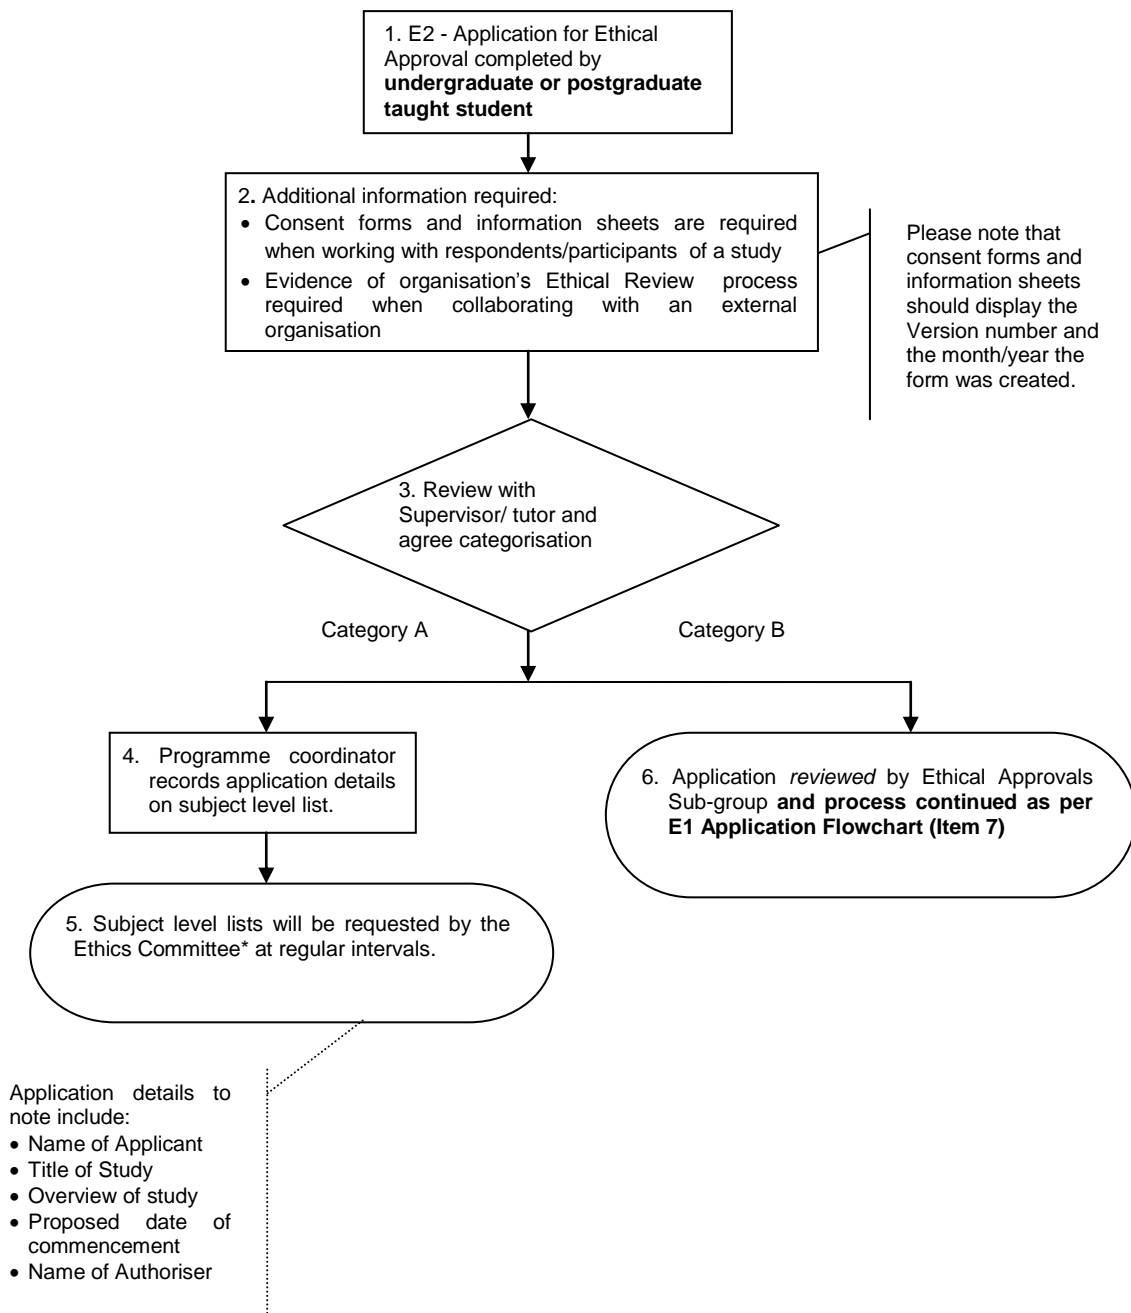 1. E2 - Application for Ethical
Approval completed by
undergraduate or postgraduate
taught student
2. Additional information required:
• Consent forms and information sheets are required
when working with respondents/participants of a study
• Evidence of organisation's Ethical Review process
required when collaborating with an external
organisation
Please note that
consent forms and
information sheets
should display the
Version number and
the month/year the
form was created.
3. Review with
Supervisor/ tutor and
agree categorisation
Category A
Category B
4. Programme coordinator
records application details
on subject level list.
6. Application reviewed by Ethical Approvals
Sub-group and process continued as per
E1 Application Flowchart (Item 7)
5. Subject level lists will be requested by the
Ethics Committee* at regular intervals.
Application details to
note include:
• Name of Applicant
• Title of Study
• Overview of study
• Proposed date of
commencement
• Name of Authoriser